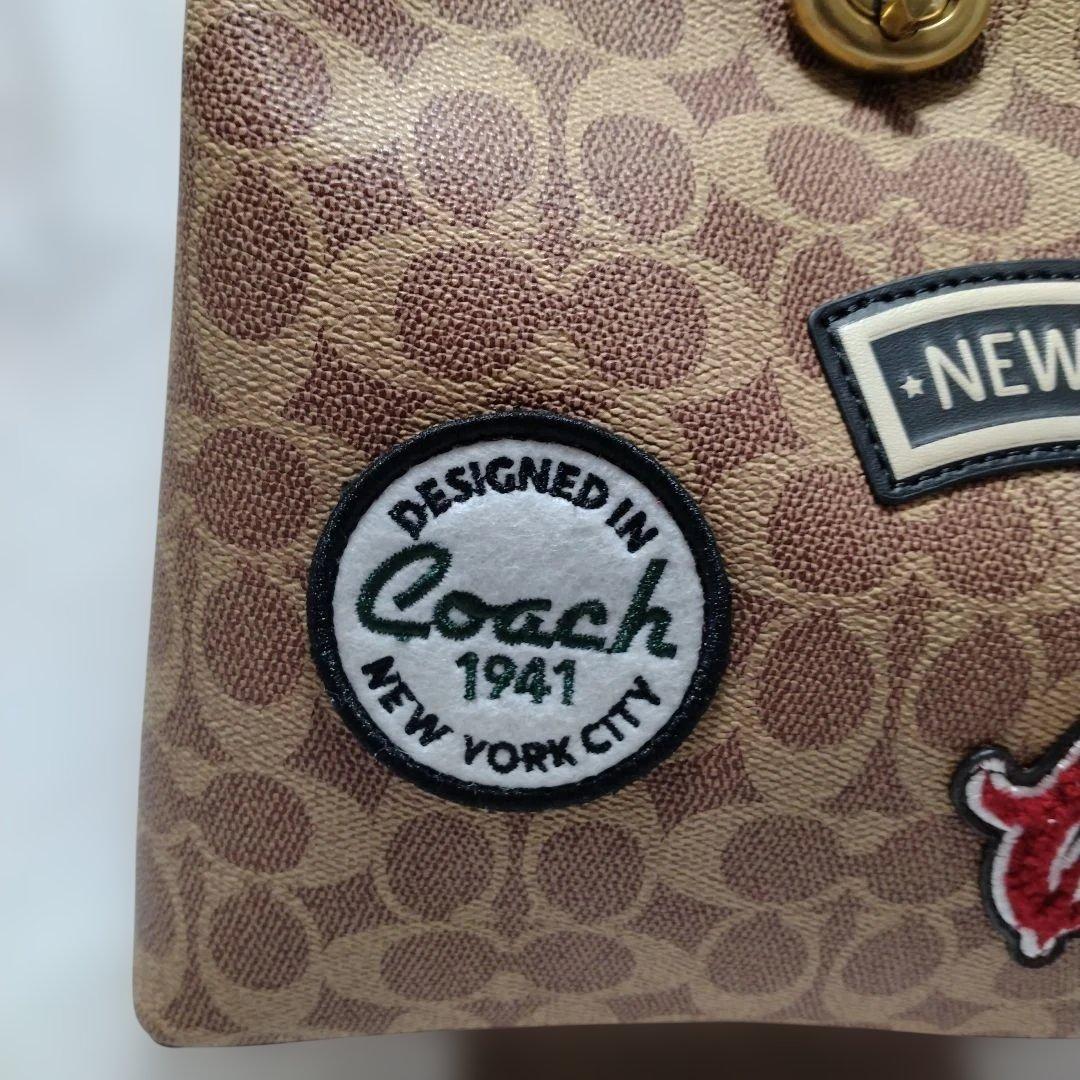 NEW
DESIGNED IN
Coach
1941
NEW YORK CITY